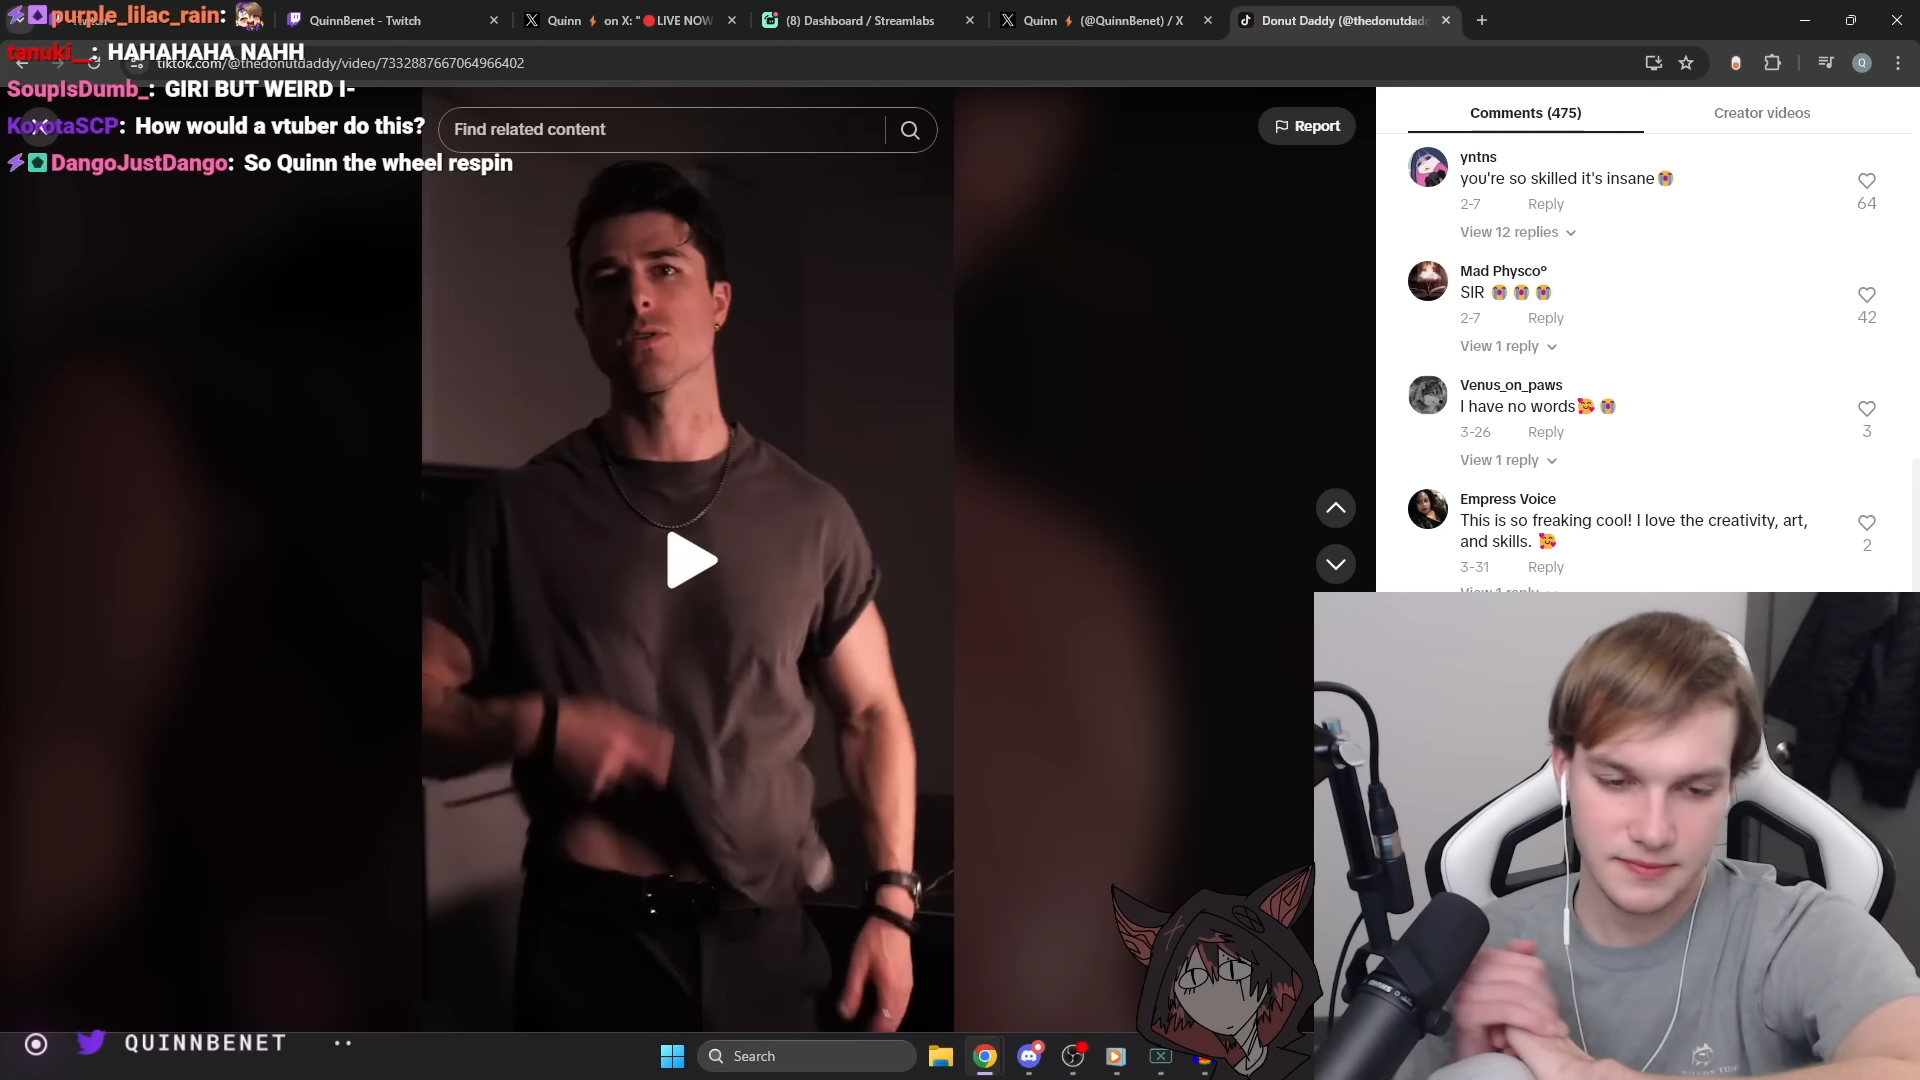 purple_lilac_rain:
QuinnBenet - Twitch
Quinn ⚡ on X: "🔴LIVE NOW
(8) Dashboard / Streamlabs
Quinn ⚡ (@QuinnBenet) / X
Donut Daddy (@thedonutdad
tanuki__: HAHAHAHA NAHH
tiktok.com/@thedonutdaddy/video/7332887667064966402
SoupIsDumb_: GIRI BUT WEIRD I-
KorotaSCP: How would a vtuber do this?
DangoJustDango: So Quinn the wheel respin
Find related content
Report
Comments (475)
Creator videos
yntns
you're so skilled it's insane😭
2-7 Reply
64
View 12 replies
Mad Physcoº
SIR 😭 😭 😭
2-7 Reply
42
View 1 reply
Venus_on_paws
I have no words🥰 😭
3-26 Reply
3
View 1 reply
Empress Voice
This is so freaking cool! I love the creativity, art,
and skills. 🥰
3-31 Reply
2
View 1 reply
QUINNBENET
Search